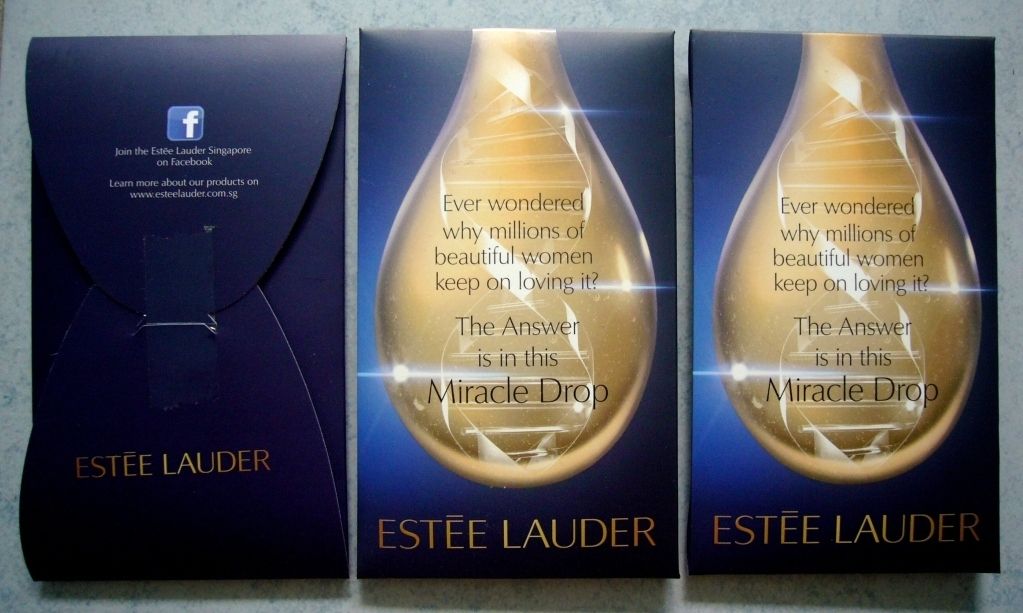 f
Join the Estēe Lauder Singapore
on Facebook
Learn more about our products on
www.esteelauder.com.sg
ESTĒE LAUDER
Ever wondered
why millions of
beautiful women
keep on loving it?
The Answer
is in this
Miracle Drop
ESTĒE LAUDER
Ever wondered
why millions of
beautiful women
keep on loving it?
The Answer
is in this
Miracle Drop
ESTĒE LAUDER